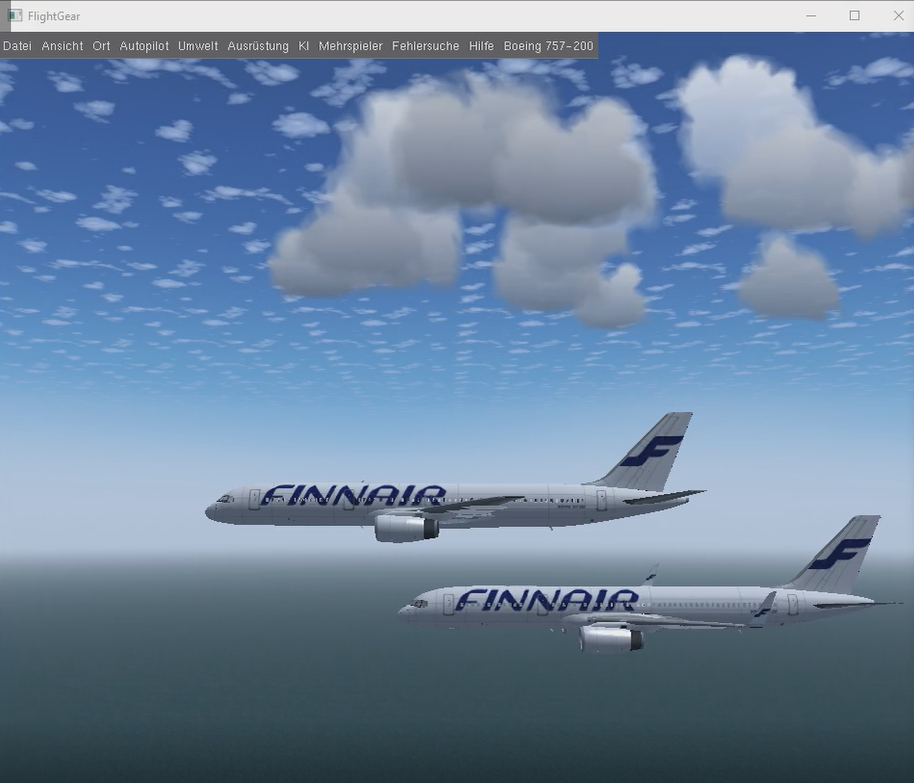 FlightGear
Datei Ansicht Ort Autopilot Umwelt Ausrüstung KI Mehrspieler Fehlersuche Hilfe Boeing 757-200
FINNAIR
FINNAIR